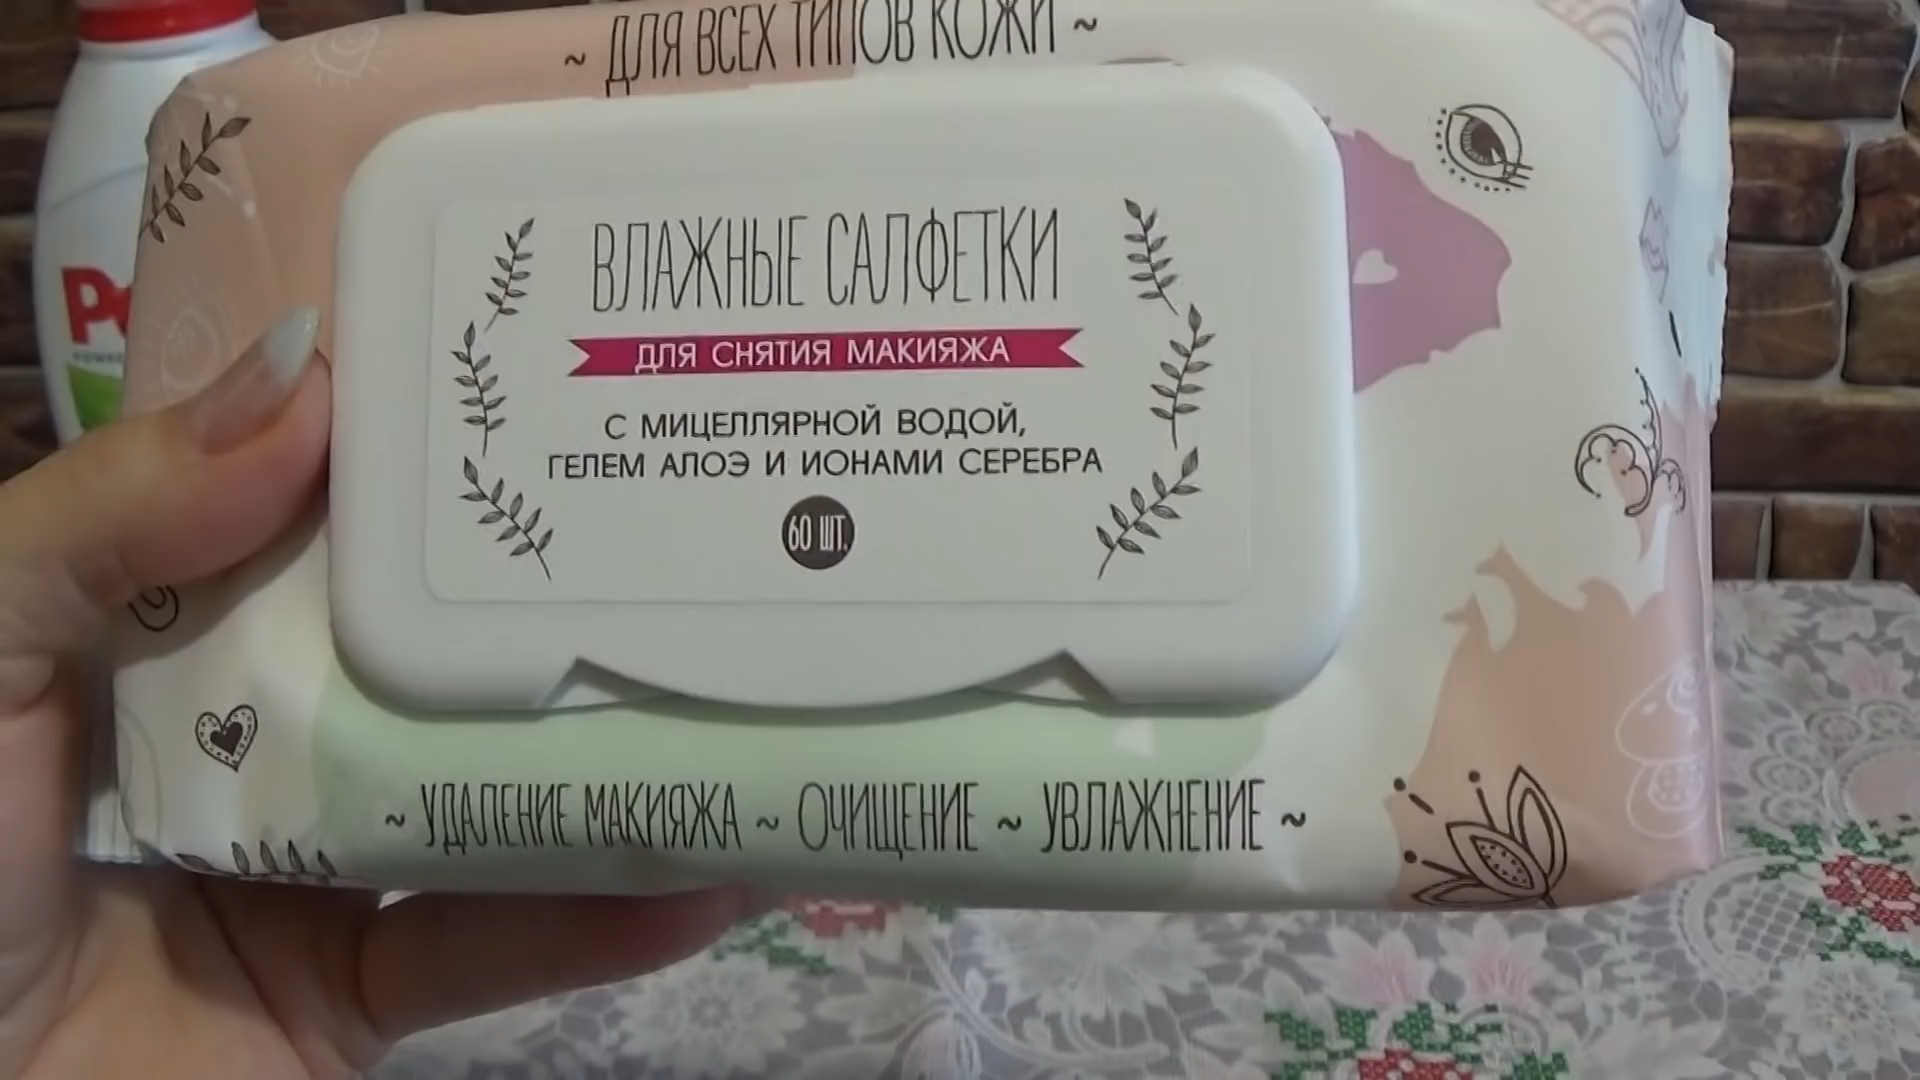 ~ ДЛЯ ВСЕХ ТИПОВ КОЖИ ~
ВЛАЖНЫЕ САЛФЕТКИ
ДЛЯ СНЯТИЯ МАКИЯЖА
С МИЦЕЛЛЯРНОЙ ВОДОЙ,
ГЕЛЕМ АЛОЭ И ИОНАМИ СЕРЕБРА
60 ШТ.
~ УДАЛЕНИЕ МАКИЯЖА ~ ОЧИЩЕНИЕ ~ УВЛАЖНЕНИЕ ~